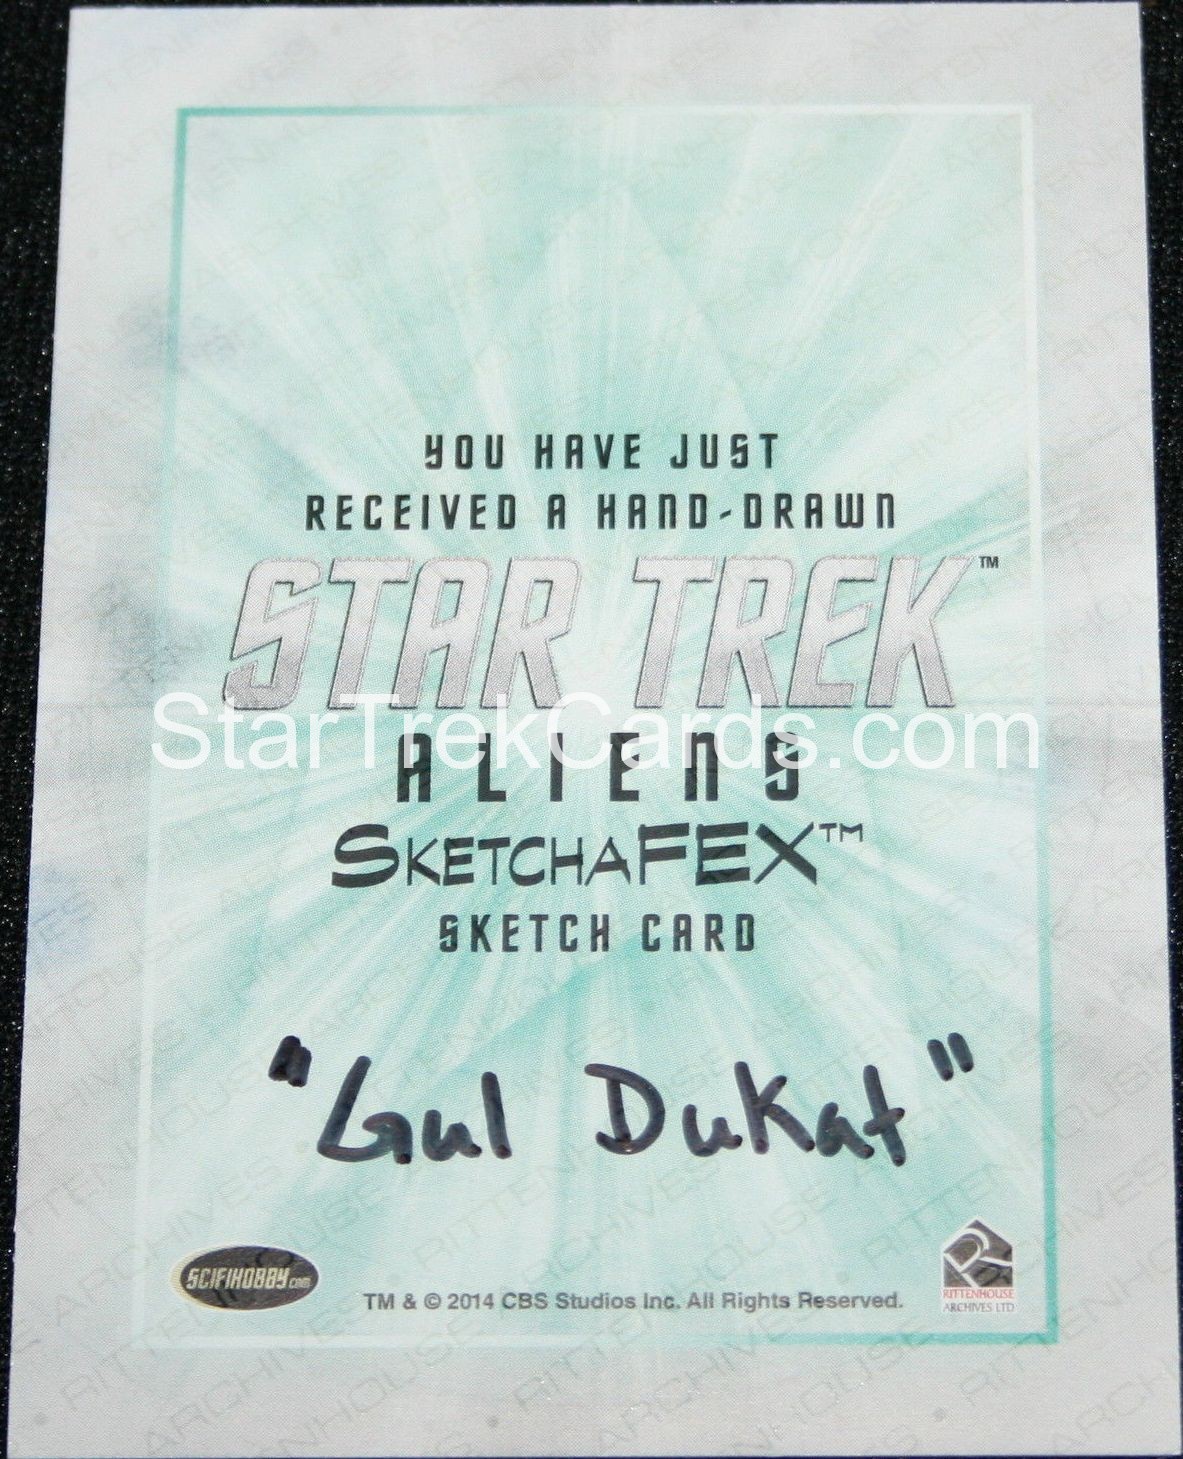 YOU HAVE JUST
RECEIVED A HAND-DRAWN
STAR TREK™
StarTrekCards.com
ALIENS
SKETCHAFEX™
SKETCH CARD
"Gul DuKat"
SCIFIHOBBY.com
TM & © 2014 CBS Studios Inc. All Rights Reserved.
RITTENHOUSE
ARCHIVES LTD